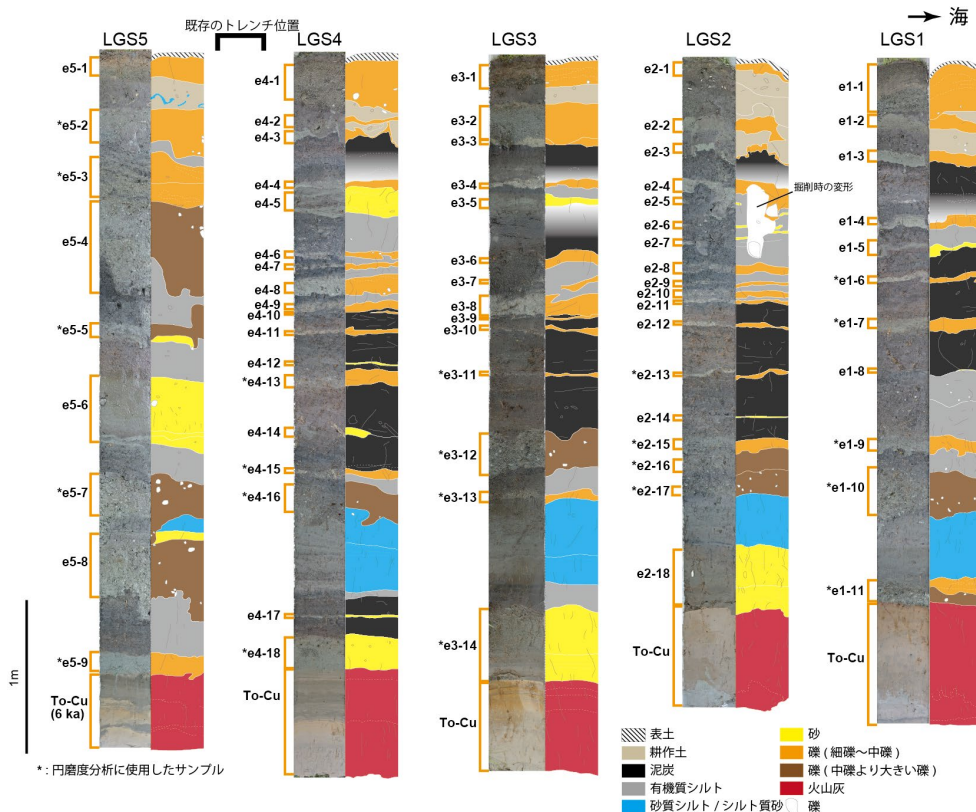 既存のトレンチ位置
→ 海
LGS5
LGS4
LGS3
LGS2
LGS1
e5-1
*e5-2
*e5-3
e5-4
*e5-5
e5-6
*e5-7
e5-8
*e5-9
To-Cu
(6 ka)
e4-1
e4-2
e4-3
e4-4
e4-5
e4-6
e4-7
e4-8
e4-9
e4-10
e4-11
e4-12
*e4-13
e4-14
*e4-15
*e4-16
e4-17
*e4-18
To-Cu
e3-1
e3-2
e3-3
e3-4
e3-5
e3-6
e3-7
e3-8
e3-9
e3-10
*e3-11
*e3-12
*e3-13
*e3-14
To-Cu
e2-1
e2-2
e2-3
e2-4
e2-5
e2-6
e2-7
e2-8
e2-9
e2-10
e2-11
e2-12
*e2-13
e2-14
*e2-15
*e2-16
*e2-17
e2-18
To-Cu
掘削時の変形
e1-1
e1-2
e1-3
e1-4
e1-5
*e1-6
*e1-7
e1-8
*e1-9
*e1-10
*e1-11
To-Cu
1m
* : 円磨度分析に使用したサンプル
表土
耕作土
泥炭
有機質シルト
砂質シルト / シルト質砂
砂
礫 ( 細礫～中礫 )
礫 ( 中礫より大きい礫 )
火山灰
礫